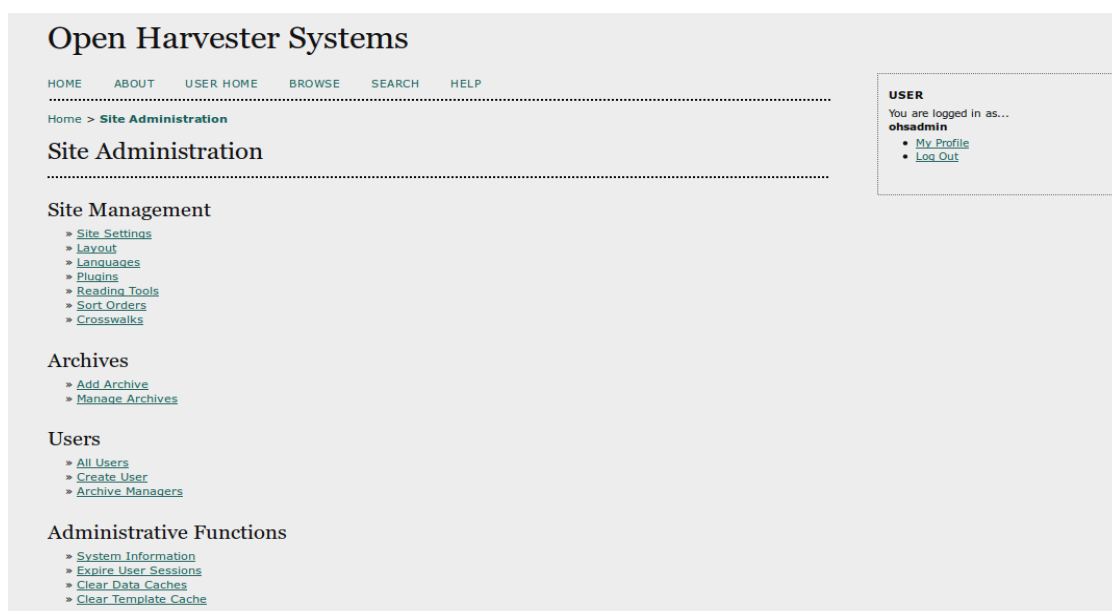 Open Harvester Systems
HOME ABOUT USER HOME BROWSE SEARCH HELP
Home > Site Administration
Site Administration
Site Management
» Site Settings
» Layout
» Languages
» Plugins
» Reading Tools
» Sort Orders
» Crosswalks
Archives
» Add Archive
» Manage Archives
Users
» All Users
» Create User
» Archive Managers
Administrative Functions
» System Information
» Expire User Sessions
» Clear Data Caches
» Clear Template Cache
USER
You are logged in as...
ohsadmin
• My Profile
• Log Out